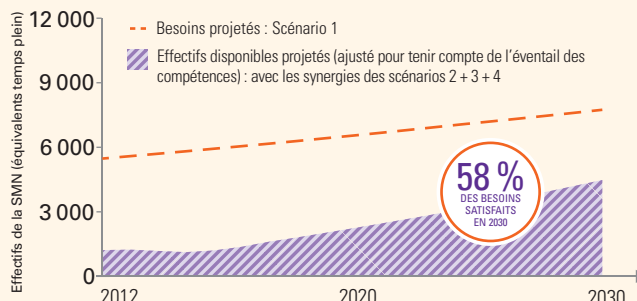 Effectifs de la SMN (équivalents temps plein)
12 000
9 000
6 000
3 000
0
Besoins projetés : Scénario 1
Effectifs disponibles projetés (ajusté pour tenir compte de l’éventail des
compétences) : avec les synergies des scénarios 2 + 3 + 4
58 %
DES BESOINS
SATISFAITS
EN 2030
2012
2020
2030